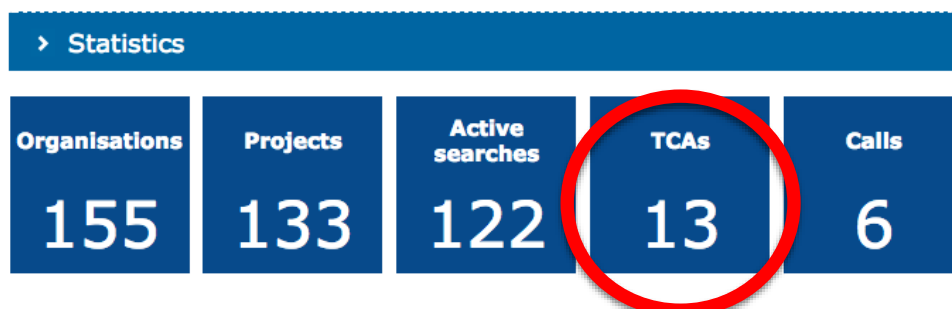 > Statistics
Organisations
155
Projects
133
Active
searches
122
TCAs
13
Calls
6